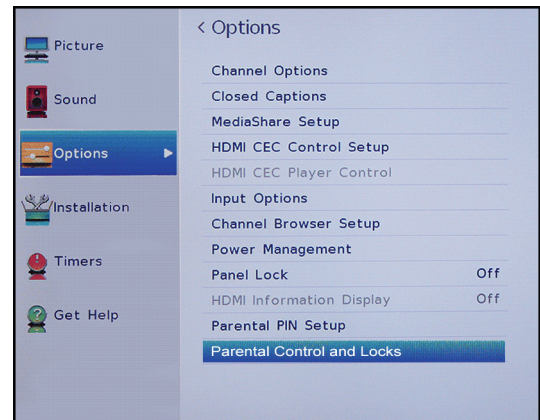 Picture
Sound
Options
Installation
Timers
Get Help
< Options
Channel Options
Closed Captions
MediaShare Setup
HDMI CEC Control Setup
HDMI CEC Player Control
Input Options
Channel Browser Setup
Power Management
Panel Lock Off
HDMI Information Display Off
Parental PIN Setup
Parental Control and Locks